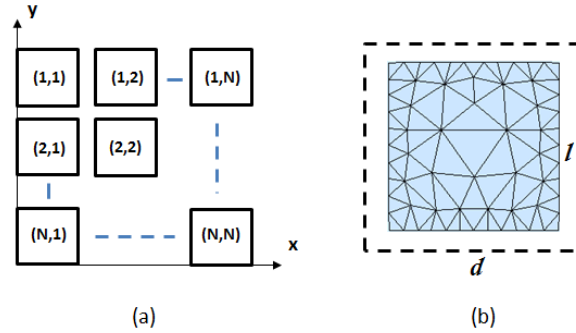 y
(1,1) (1,2) (1,N)
(2,1) (2,2)
l
(N,1) (N,N)
x
d
(a) (b)